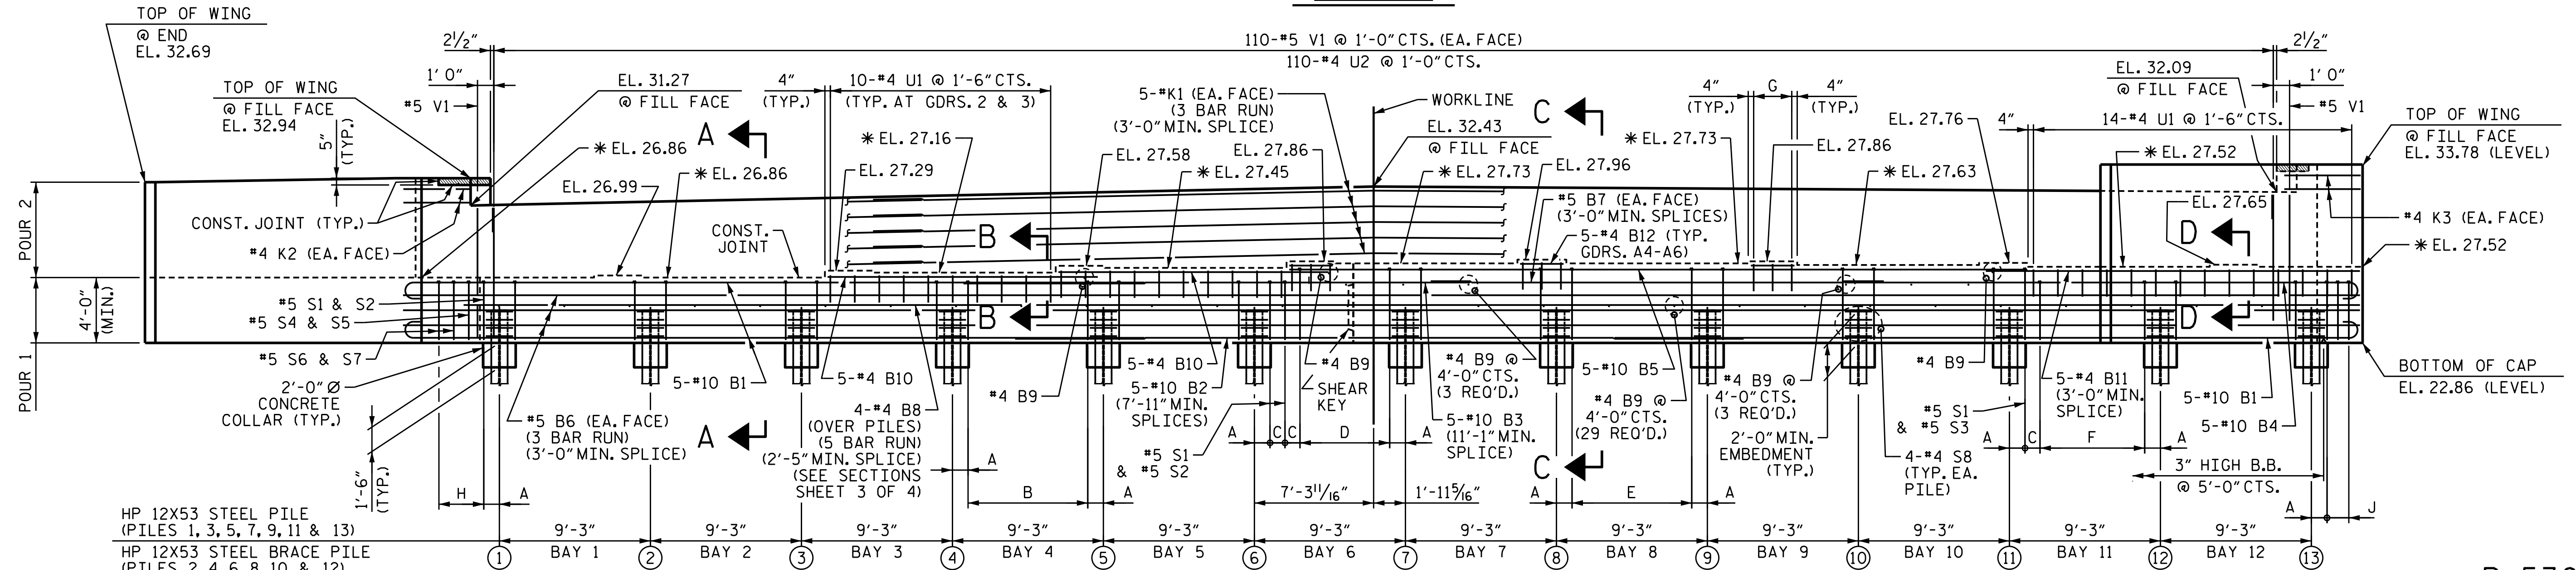 TOP OF WING
@ END
EL. 32.69
TOP OF WING
@ FILL FACE
EL. 32.94
2½"
1' 0"
#5 V1
5"
(TYP.)
EL. 31.27
@ FILL FACE
110-#5 V1 @ 1'-0" CTS. (EA. FACE)
110-#4 U2 @ 1'-0" CTS.
4"
(TYP.)
10-#4 U1 @ 1'-6" CTS.
(TYP. AT GDRS. 2 & 3)
5-#K1 (EA. FACE)
(3 BAR RUN)
(3'-0" MIN. SPLICE)
WORKLINE
EL. 32.43
@ FILL FACE
4"
(TYP.)
G
4"
(TYP.)
EL. 32.09
@ FILL FACE
2½"
1' 0"
#5 V1
4"
14-#4 U1 @ 1'-6" CTS.
TOP OF WING
@ FILL FACE
EL. 33.78 (LEVEL)
A
C
* EL. 26.86
EL. 26.99
* EL. 26.86
* EL. 27.16
EL. 27.29
EL. 27.58
* EL. 27.45
EL. 27.86
* EL. 27.73
EL. 27.96
* EL. 27.73
EL. 27.86
* EL. 27.63
EL. 27.76
* EL. 27.52
EL. 27.65
* EL. 27.52
CONST. JOINT (TYP.)
#4 K2 (EA. FACE)
CONST.
JOINT
B
#5 B7 (EA. FACE)
(3'-0" MIN. SPLICES)
5-#4 B12 (TYP.
GDRS. A4-A6)
D
#4 K3 (EA. FACE)
POUR 2
POUR 1
4'-0"
(MIN.)
#5 S1 & S2
#5 S4 & S5
#5 S6 & S7
2'-0" Ø
CONCRETE
COLLAR (TYP.)
1'-6"
(TYP.)
#5 B6 (EA. FACE)
(3 BAR RUN)
(3'-0" MIN. SPLICE)
5-#10 B1
A
B
5-#4 B10
4-#4 B8
(OVER PILES)
(5 BAR RUN)
(2'-5" MIN. SPLICE)
(SEE SECTIONS
SHEET 3 OF 4)
#4 B9
5-#4 B10
5-#10 B2
(7'-11" MIN.
SPLICES)
#5 S1
& #5 S2
#4 B9
SHEAR
KEY
#4 B9 @
4'-0" CTS.
(3 REQ'D.)
5-#10 B3
(11'-1" MIN.
SPLICE)
C
5-#10 B5
#4 B9 @
4'-0" CTS.
(29 REQ'D.)
#4 B9 @
4'-0" CTS.
(3 REQ'D.)
2'-0" MIN.
EMBEDMENT
(TYP.)
4-#4 S8
(TYP. EA.
PILE)
#4 B9
#5 S1
& #5 S3
5-#4 B11
(3'-0" MIN.
SPLICE)
D
5-#10 B1
5-#10 B4
BOTTOM OF CAP
EL. 22.86 (LEVEL)
3" HIGH B.B.
@ 5'-0" CTS.
H A A B A A C C D A A E A A C F A A J
7'-3 11/16"
1'-11 5/16"
HP 12X53 STEEL PILE
(PILES 1, 3, 5, 7, 9, 11 & 13)
HP 12X53 STEEL BRACE PILE
(PILES 2, 4, 6, 8, 10, & 12)
9'-3" 9'-3" 9'-3" 9'-3" 9'-3" 9'-3" 9'-3" 9'-3" 9'-3" 9'-3" 9'-3" 9'-3"
BAY 1 BAY 2 BAY 3 BAY 4 BAY 5 BAY 6 BAY 7 BAY 8 BAY 9 BAY 10 BAY 11 BAY 12
1 2 3 4 5 6 7 8 9 10 11 12 13